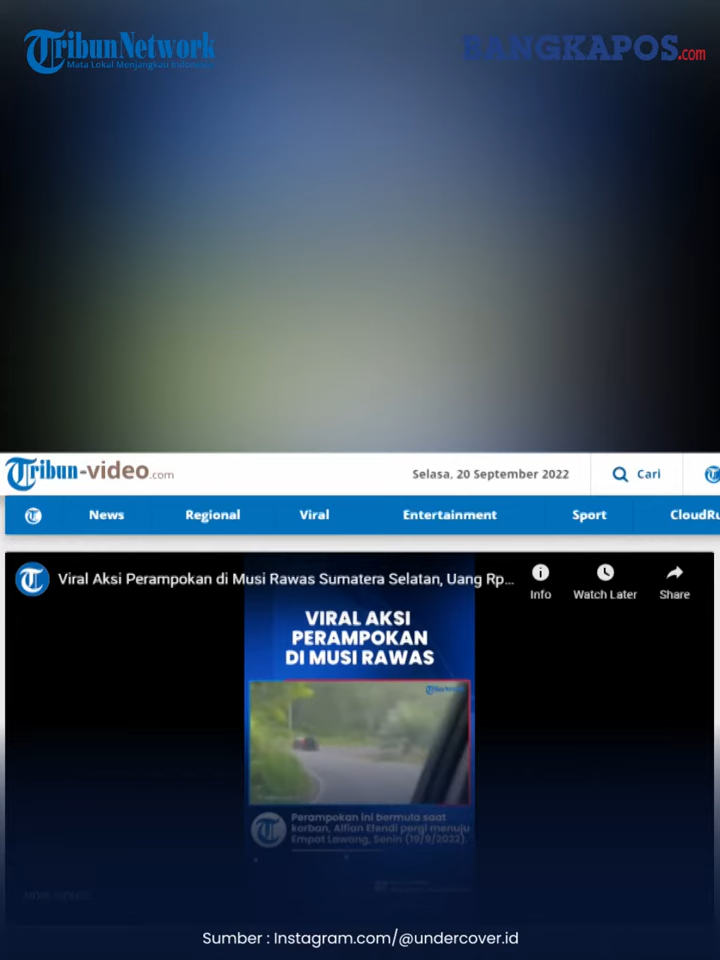 TribunNetwork
Mata Lokal Menjangkau Indonesia
BANGKAPOS.com
Tribun-video.com
Selasa, 20 September 2022
Cari
News
Regional
Viral
Entertainment
Sport
CloudRu
Viral Aksi Perampokan di Musi Rawas Sumatera Selatan, Uang Rp...
Info
Watch Later
Share
VIRAL AKSI
PERAMPOKAN
DI MUSI RAWAS
Perampokan ini bermula saat
korban, Alfian Efendi pergi menuju
Empat Lawang, Senin (19/9/2022).
Sumber : Instagram.com/@undercover.id